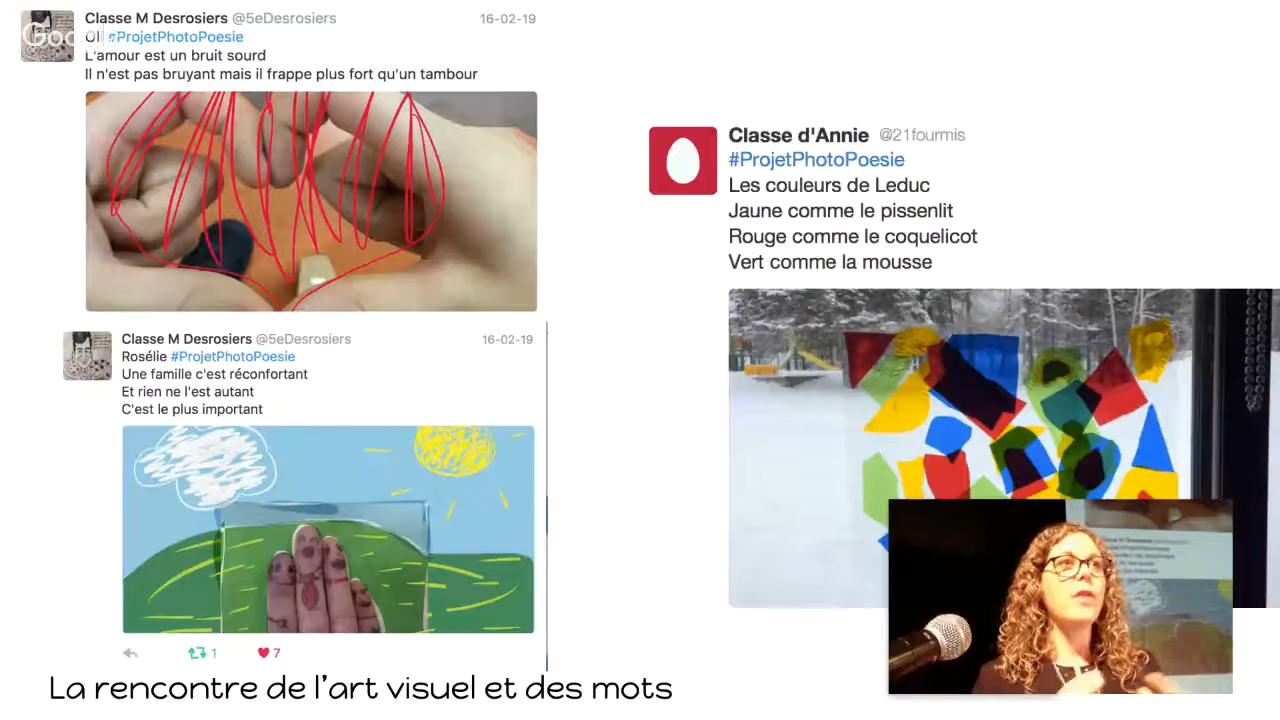 Classe M Desrosiers @5eDesrosiers 16-02-19
#ProjetPhotoPoesie
L'amour est un bruit sourd
Il n'est pas bruyant mais il frappe plus fort qu'un tambour
Classe M Desrosiers @5eDesrosiers 16-02-19
Rosélie #ProjetPhotoPoesie
Une famille c'est réconfortant
Et rien ne l'est autant
C'est le plus important
1 7
Classe d'Annie @21fourmis
#ProjetPhotoPoesie
Les couleurs de Leduc
Jaune comme le pissenlit
Rouge comme le coquelicot
Vert comme la mousse
La rencontre de l'art visuel et des mots